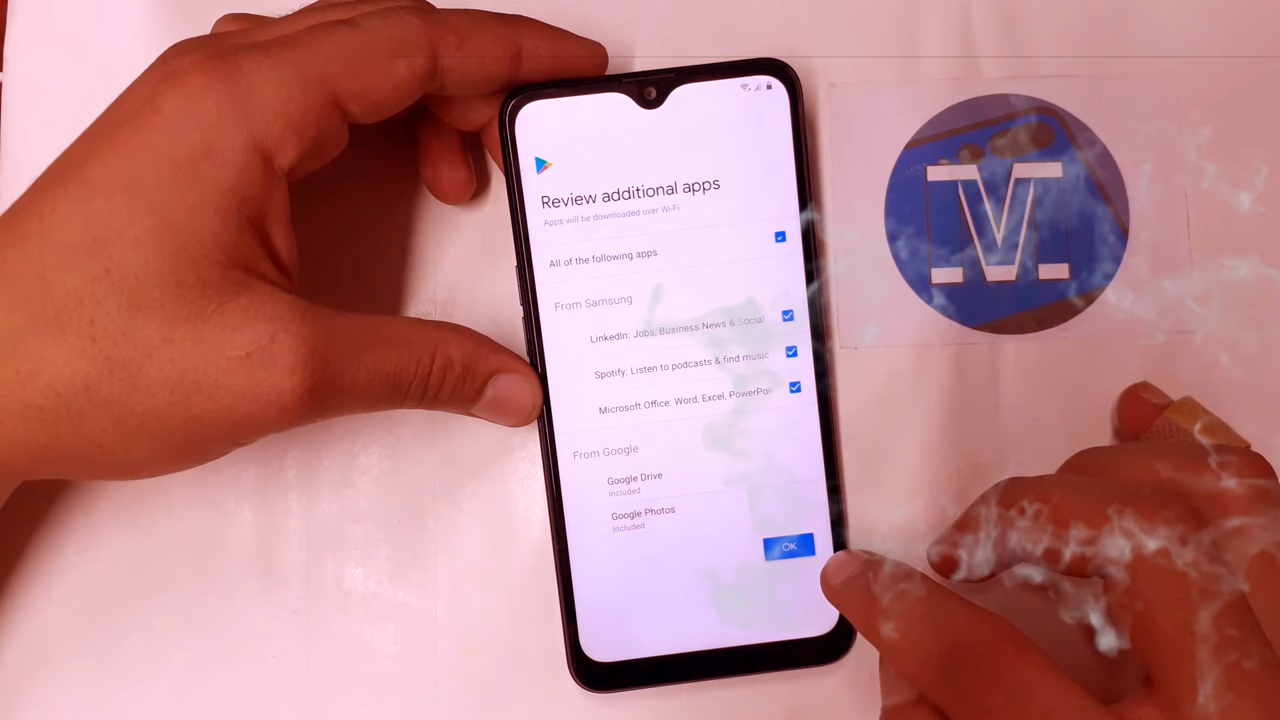 Review additional apps
Apps will be downloaded over Wi-Fi
All of the following apps
From Samsung
LinkedIn: Jobs, Business News & Social
Spotify: Listen to podcasts & find music
Microsoft Office: Word, Excel, PowerPoi
From Google
Google Drive
Included
Google Photos
Included
OK
M